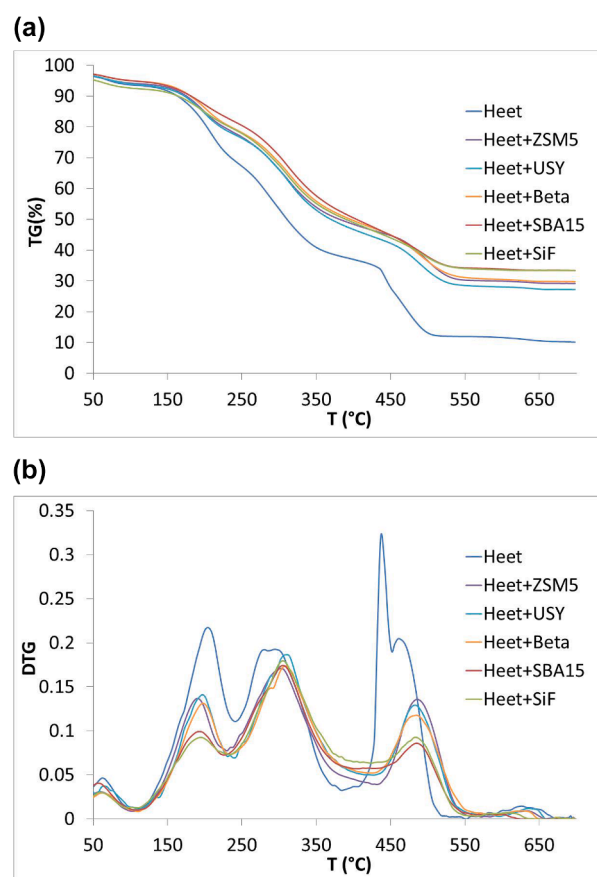 (a)
100
90
80
70
60
50
40
30
20
10
0
TG(%)
50 150 250 350 450 550 650
T (°C)
Heet
Heet+ZSM5
Heet+USY
Heet+Beta
Heet+SBA15
Heet+SiF
(b)
0.35
0.3
0.25
0.2
0.15
0.1
0.05
0
DTG
50 150 250 350 450 550 650
T (°C)
Heet
Heet+ZSM5
Heet+USY
Heet+Beta
Heet+SBA15
Heet+SiF